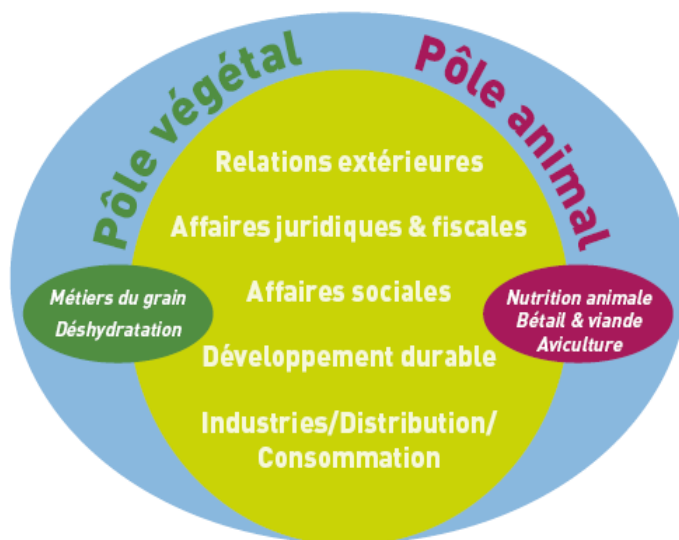 Pôle végétal
Pôle animal
Relations extérieures
Affaires juridiques & fiscales
Affaires sociales
Développement durable
Industries/Distribution/
Consommation
Métiers du grain
Déshydratation
Nutrition animale
Bétail & viande
Aviculture